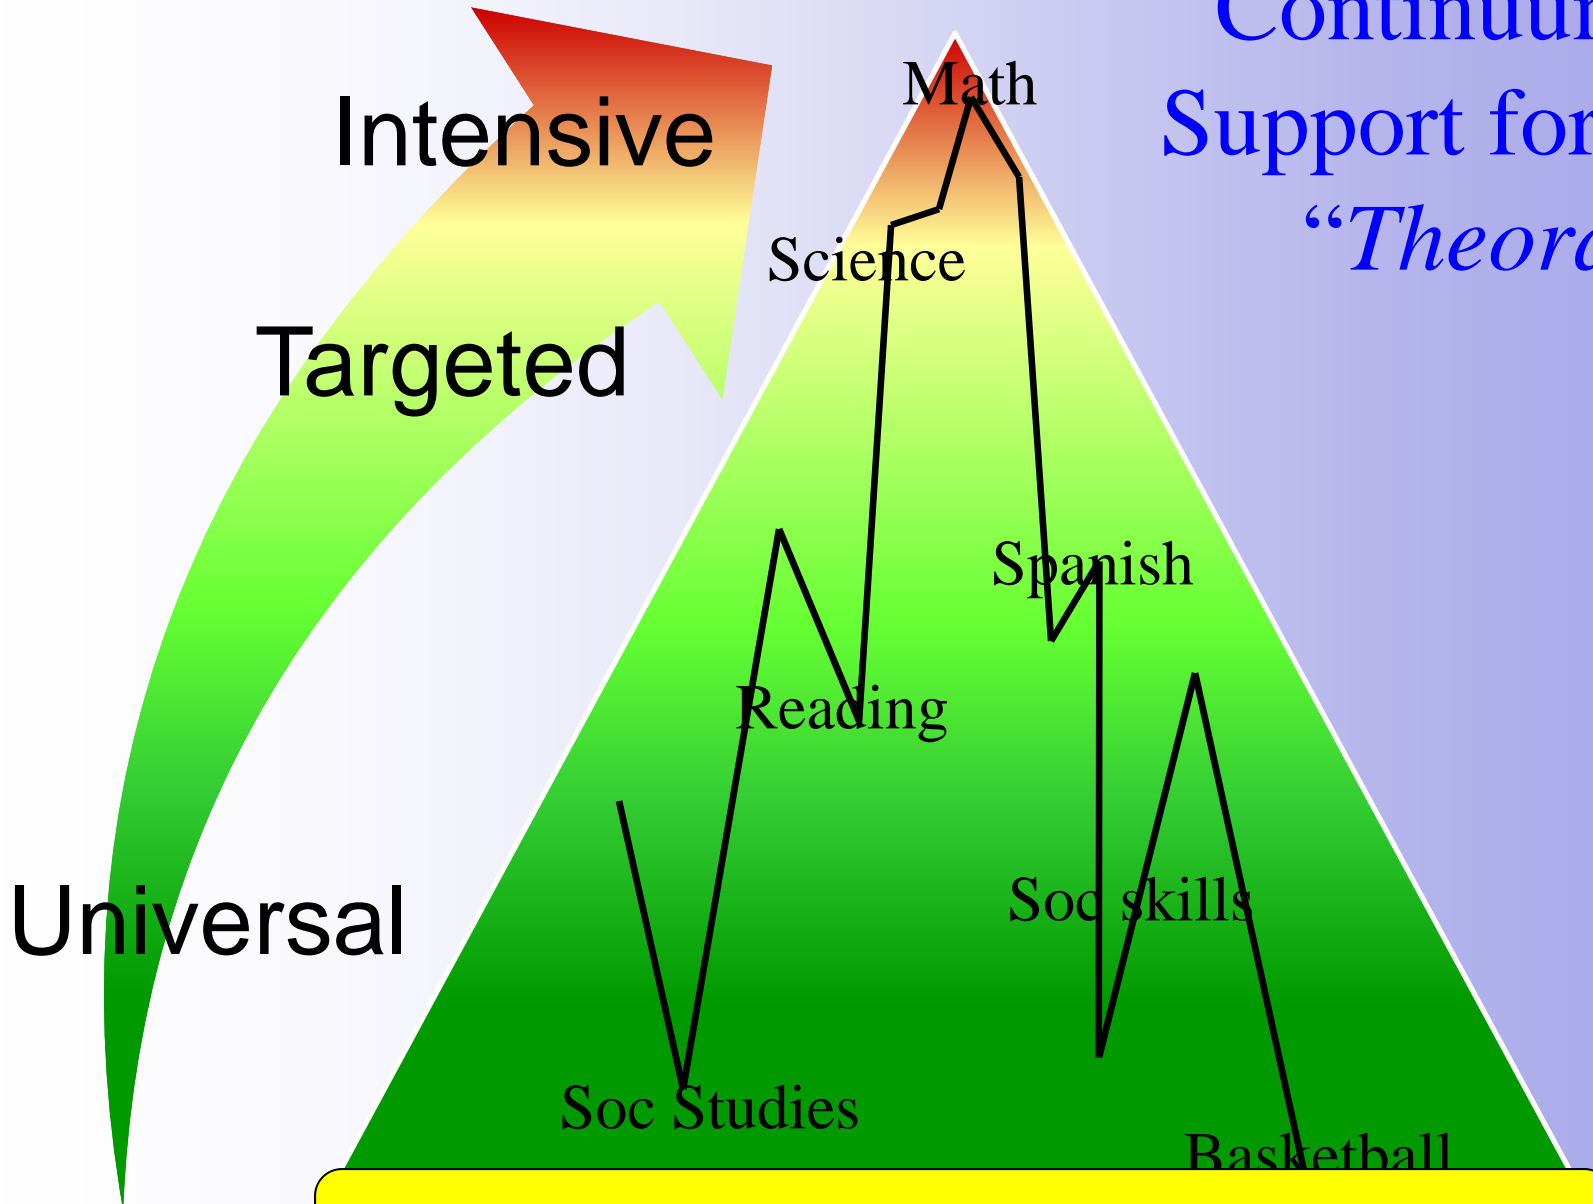 Support for
Intensive
Math
Science
Targeted
Spanish
Reading
Universal
Soc skills
Soc Studies
Basketball